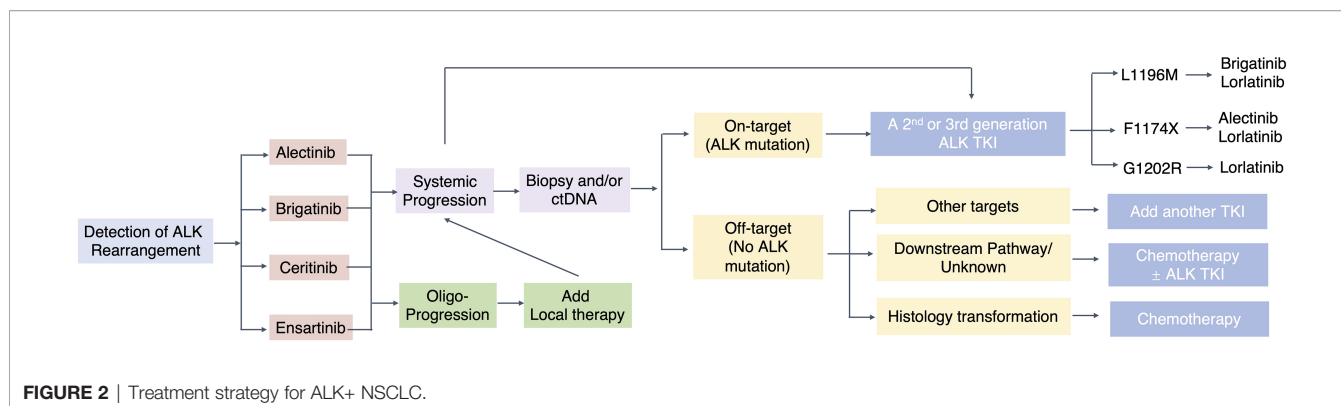 Detection of ALK
Rearrangement
Alectinib
Brigatinib
Ceritinib
Ensartinib
Systemic
Progression
Oligo-
Progression
Add
Local therapy
Biopsy and/or
ctDNA
On-target
(ALK mutation)
Off-target
(No ALK
mutation)
A 2nd or 3rd generation
ALK TKI
L1196M
Brigatinib
Lorlatinib
F1174X
Alectinib
Lorlatinib
G1202R
Lorlatinib
Other targets
Add another TKI
Downstream Pathway/
Unknown
Chemotherapy
± ALK TKI
Histology transformation
Chemotherapy
FIGURE 2 | Treatment strategy for ALK+ NSCLC.